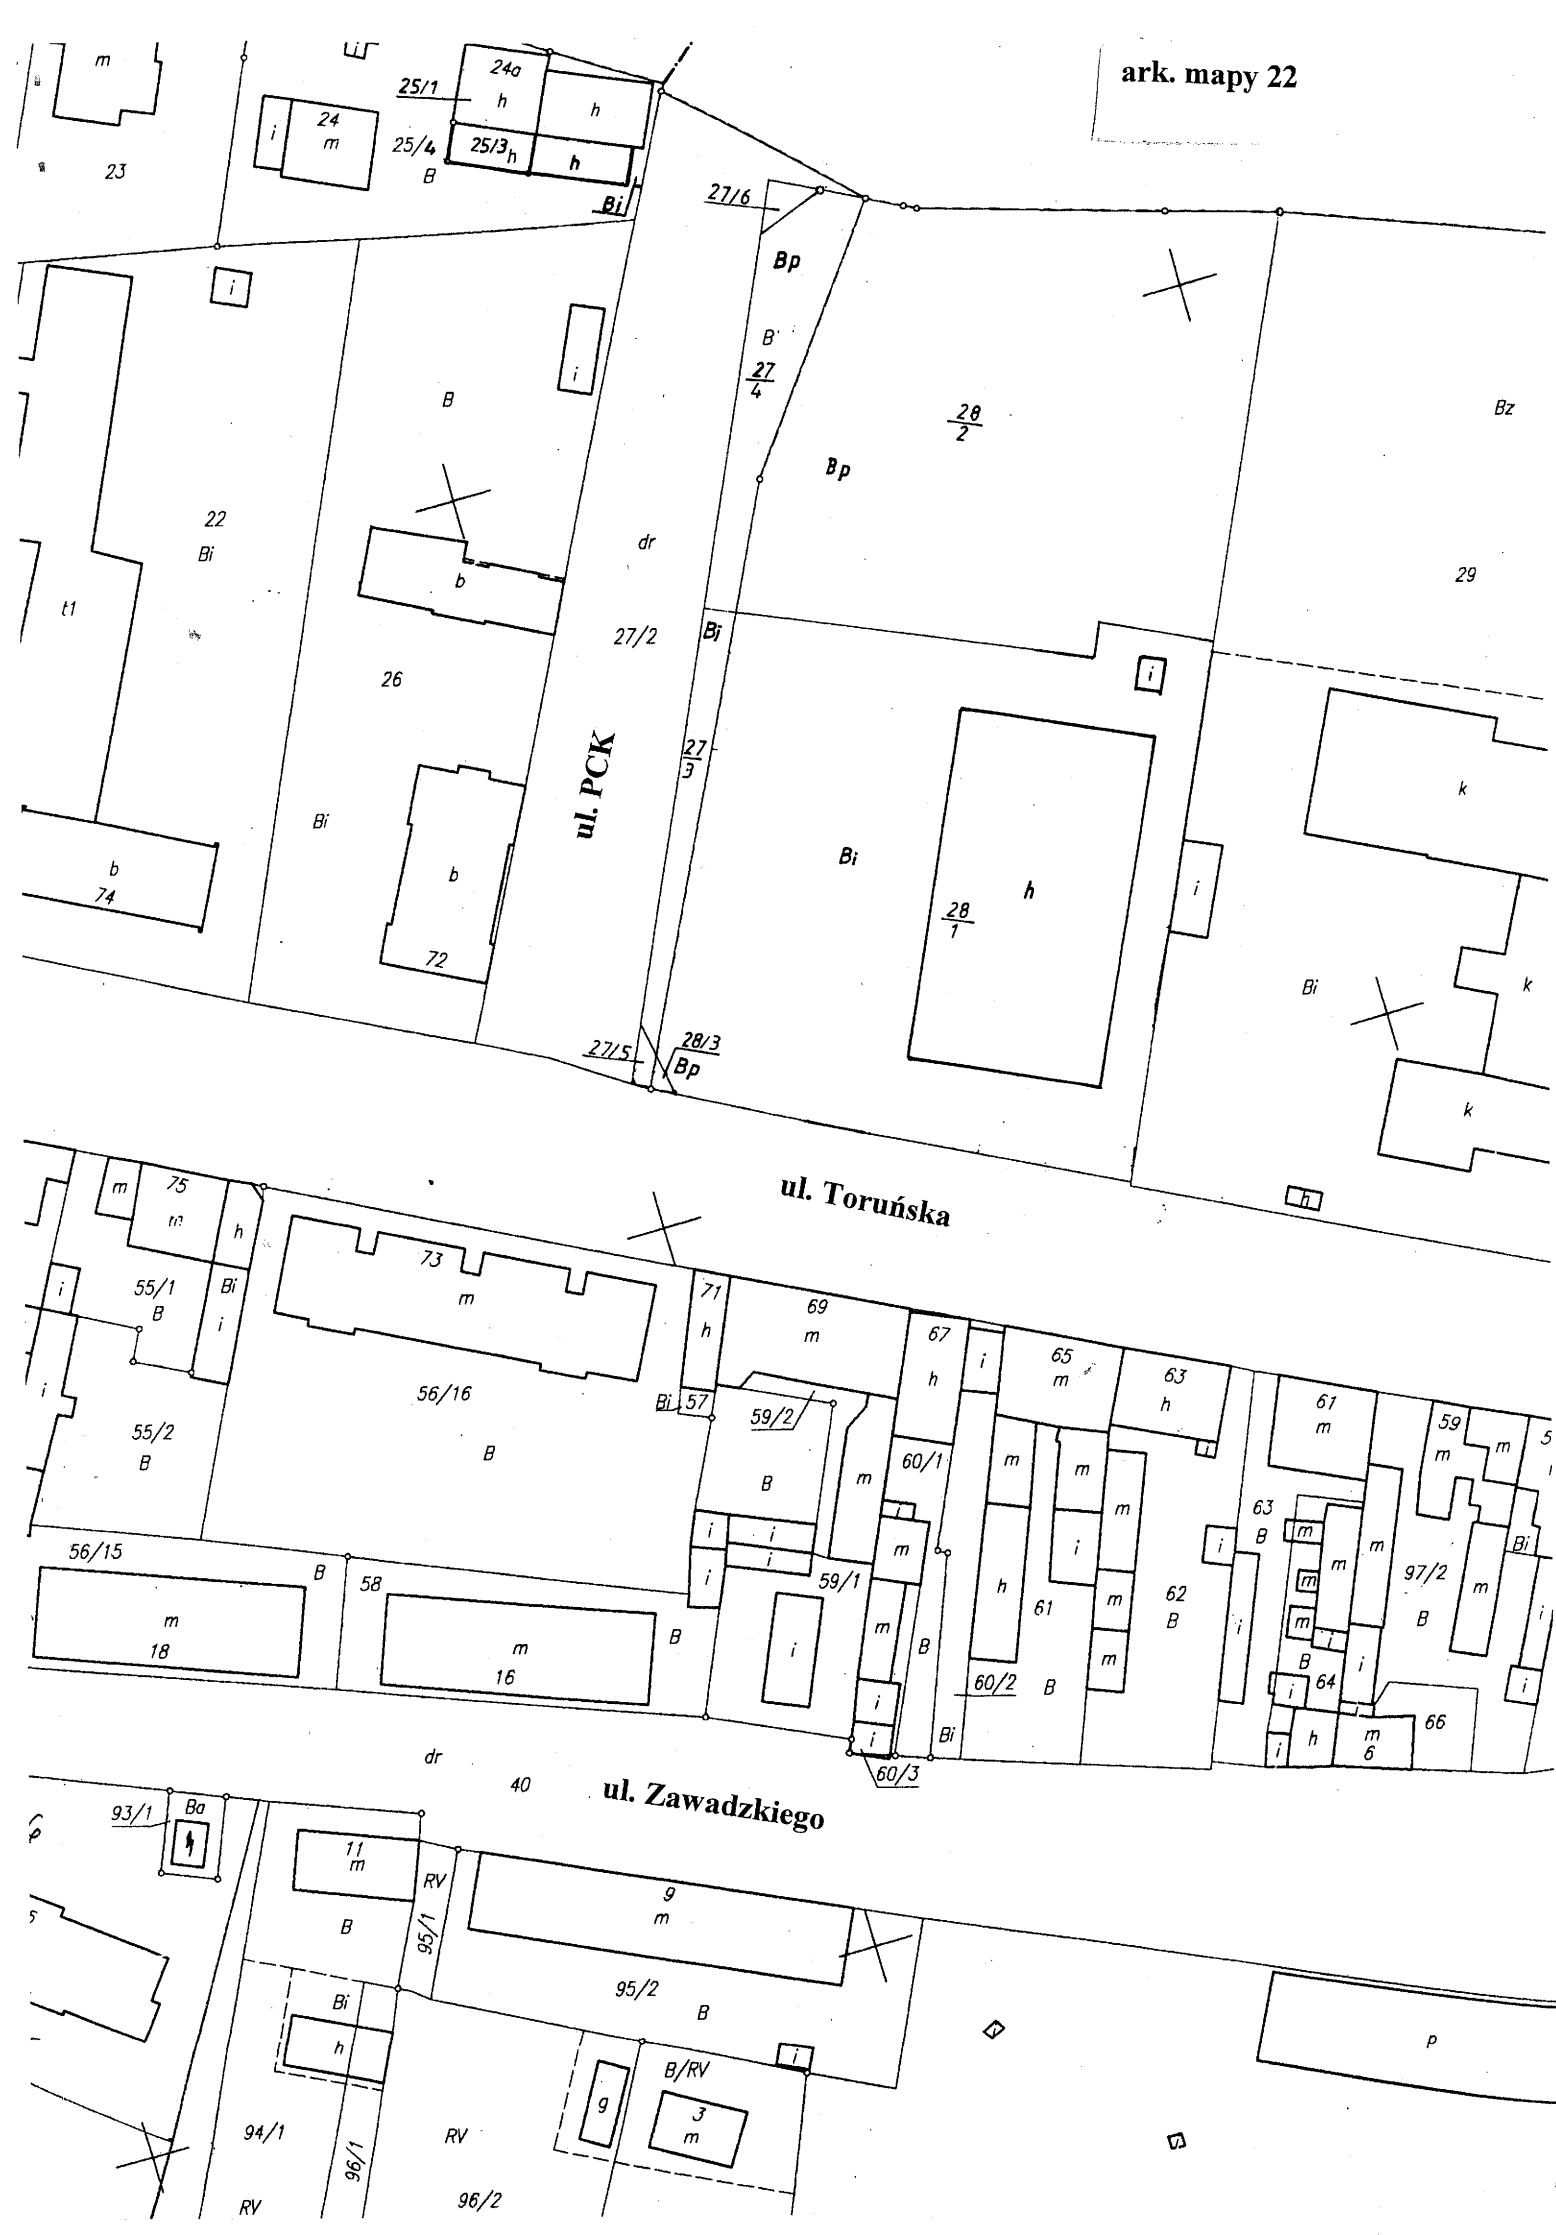 m
i
24a
h
h
ark. mapy 22
25/1
24
m
i
25/4
B
25/3
h
h
23
Bi
27/6
Bp
i
B
27
4
i
B
28
2
Bz
Bp
22
Bi
dr
b
29
t1
27/2
Bi
26
i
ul. PCK
27
3
k
Bi
Bi
b
74
b
h
i
28
1
72
Bi
k
27/5
28/3
Bp
k
ul. Toruńska
h
m
75
m
h
73
m
i
55/1
B
Bi
i
71
h
69
m
67
h
i
65
m
63
h
61
m
59
m
m
5
i
56/16
Bi
57
59/2
55/2
B
B
B
m
60/1
m
m
i
m
i
i
i
i
i
m
h
i
63
B
i
m
m
m
97/2
B
m
Bi
i
56/15
B
58
59/1
61
m
62
B
m
m
18
m
16
B
i
m
B
m
i
m
i
B
64
i
i
i
60/2
B
i
i
Bi
i
h
i
m
6
66
i
60/3
dr
40
ul. Zawadzkiego
93/1
Ba
11
m
RV
95/1
9
m
B
95/2
B
Bi
h
i
B/RV
g
3
m
p
94/1
96/1
RV
RV
96/2